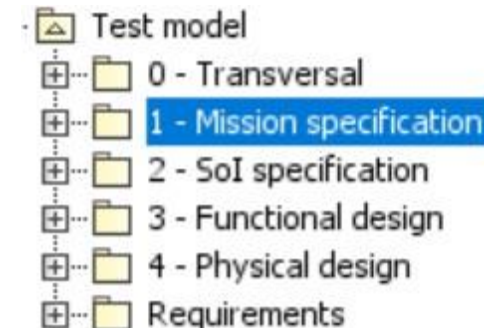 Test model
0 - Transversal
1 - Mission specification
2 - SoI specification
3 - Functional design
4 - Physical design
Requirements